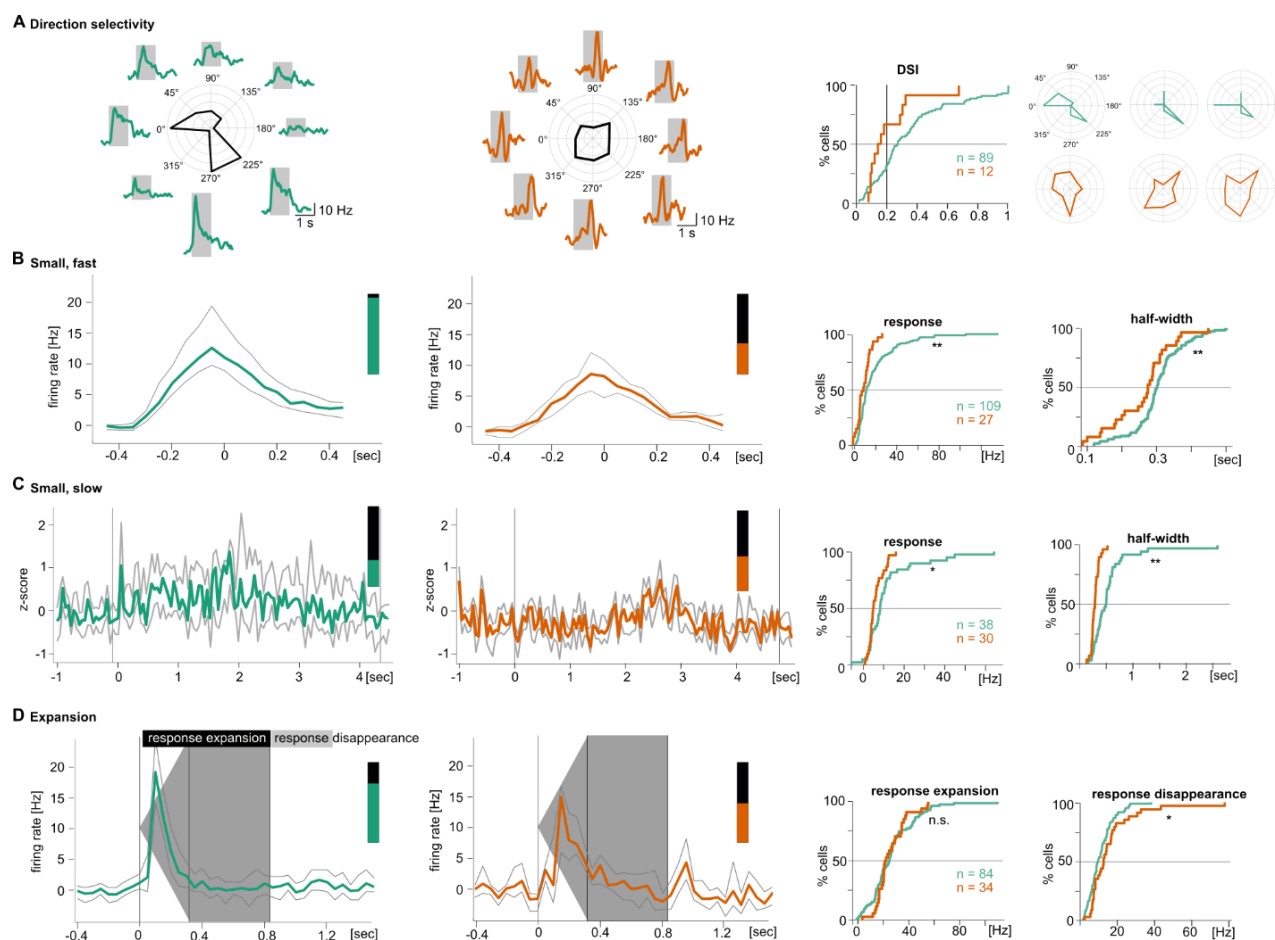 A Direction selectivity
90°
45° 135°
0° 180°
315° 225°
270°
10 Hz
1 s
90°
45° 135°
0° 180°
315° 225°
270°
10 Hz
1 s
DSI
% cells
100
50
0
0 0.2 0.4 0.6 0.8 1
n = 89
n = 12
90°
45° 135°
0° 180°
315° 225°
270°
B Small, fast
firing rate [Hz]
20
15
10
5
0
-0.4 -0.2 0 0.2 0.4 [sec]
firing rate [Hz]
20
15
10
5
0
-0.4 -0.2 0 0.2 0.4 [sec]
response
% cells
100
50
0
**
n = 109
n = 27
0 40 80 [Hz]
half-width
% cells
100
50
0
**
0.1 0.3 [sec]
C Small, slow
z-score
2
1
0
-1
-1 0 1 2 3 4 [sec]
z-score
2
1
0
-1
-1 0 1 2 3 4 [sec]
response
% cells
100
50
0
*
n = 38
n = 30
0 20 40 [Hz]
half-width
% cells
100
50
0
**
1 2 [sec]
D Expansion
response expansion response disappearance
firing rate [Hz]
20
15
10
5
0
-0.4 0 0.4 0.8 1.2 [sec]
firing rate [Hz]
20
15
10
5
0
-0.4 0 0.4 0.8 1.2 [sec]
response expansion
% cells
100
50
0
n.s.
n = 84
n = 34
0 40 80 [Hz]
response disappearance
% cells
100
50
0
*
0 20 40 60 [Hz]